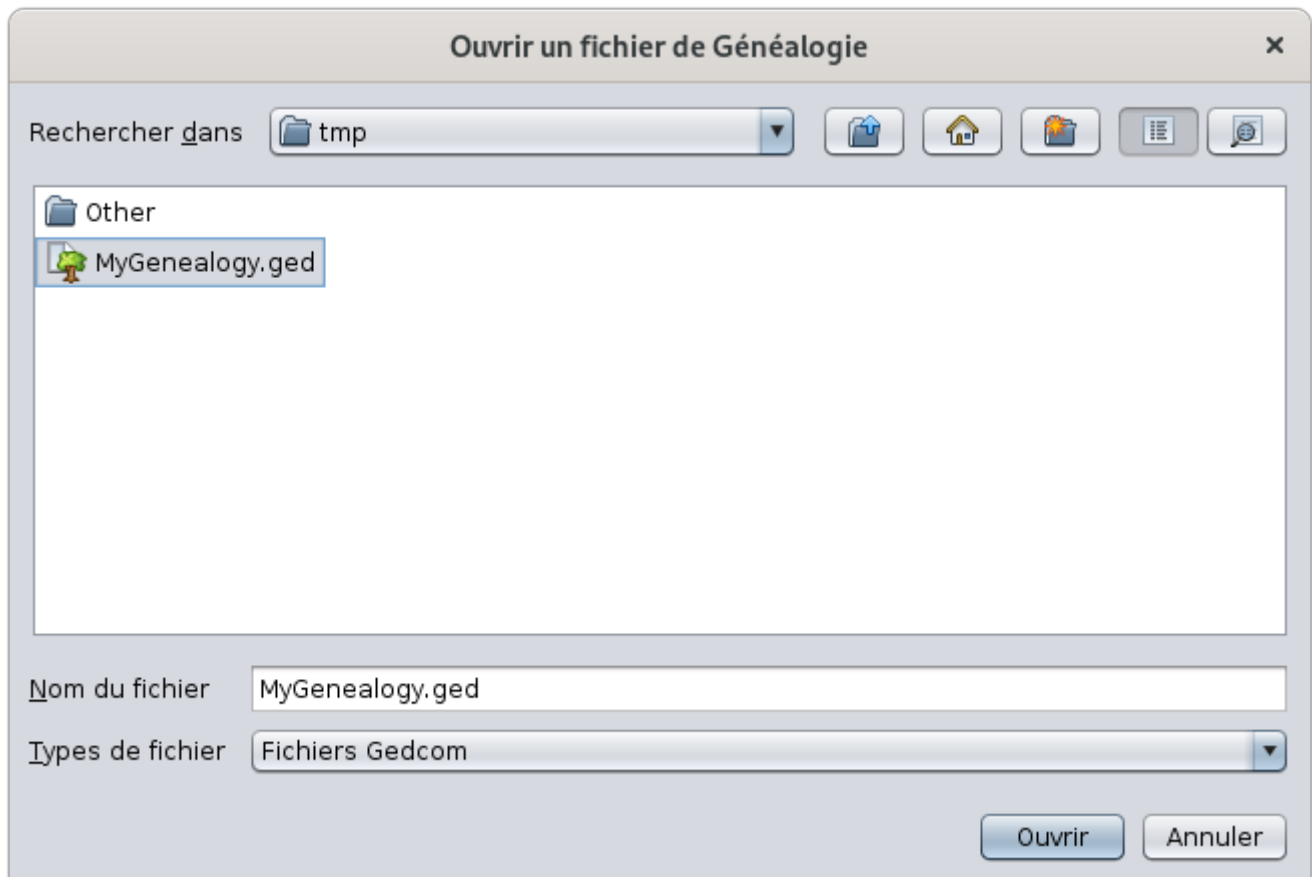 Ouvrir un fichier de Généalogie ×
Rechercher dans tmp
Other
MyGenealogy.ged
Nom du fichier MyGenealogy.ged
Types de fichier Fichiers Gedcom
Ouvrir Annuler